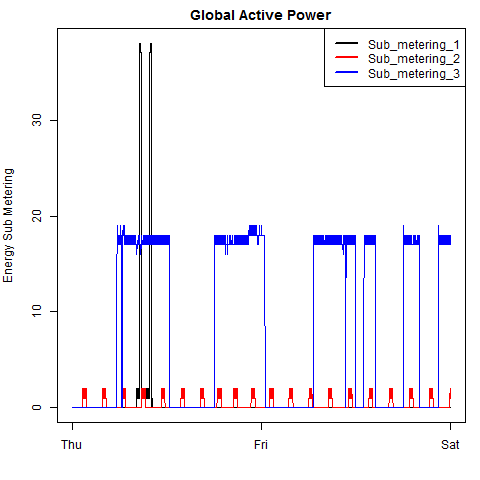 Global Active Power
Sub_metering_1
Sub_metering_2
Sub_metering_3
Energy Sub Metering
30
20
10
0
Thu
Fri
Sat